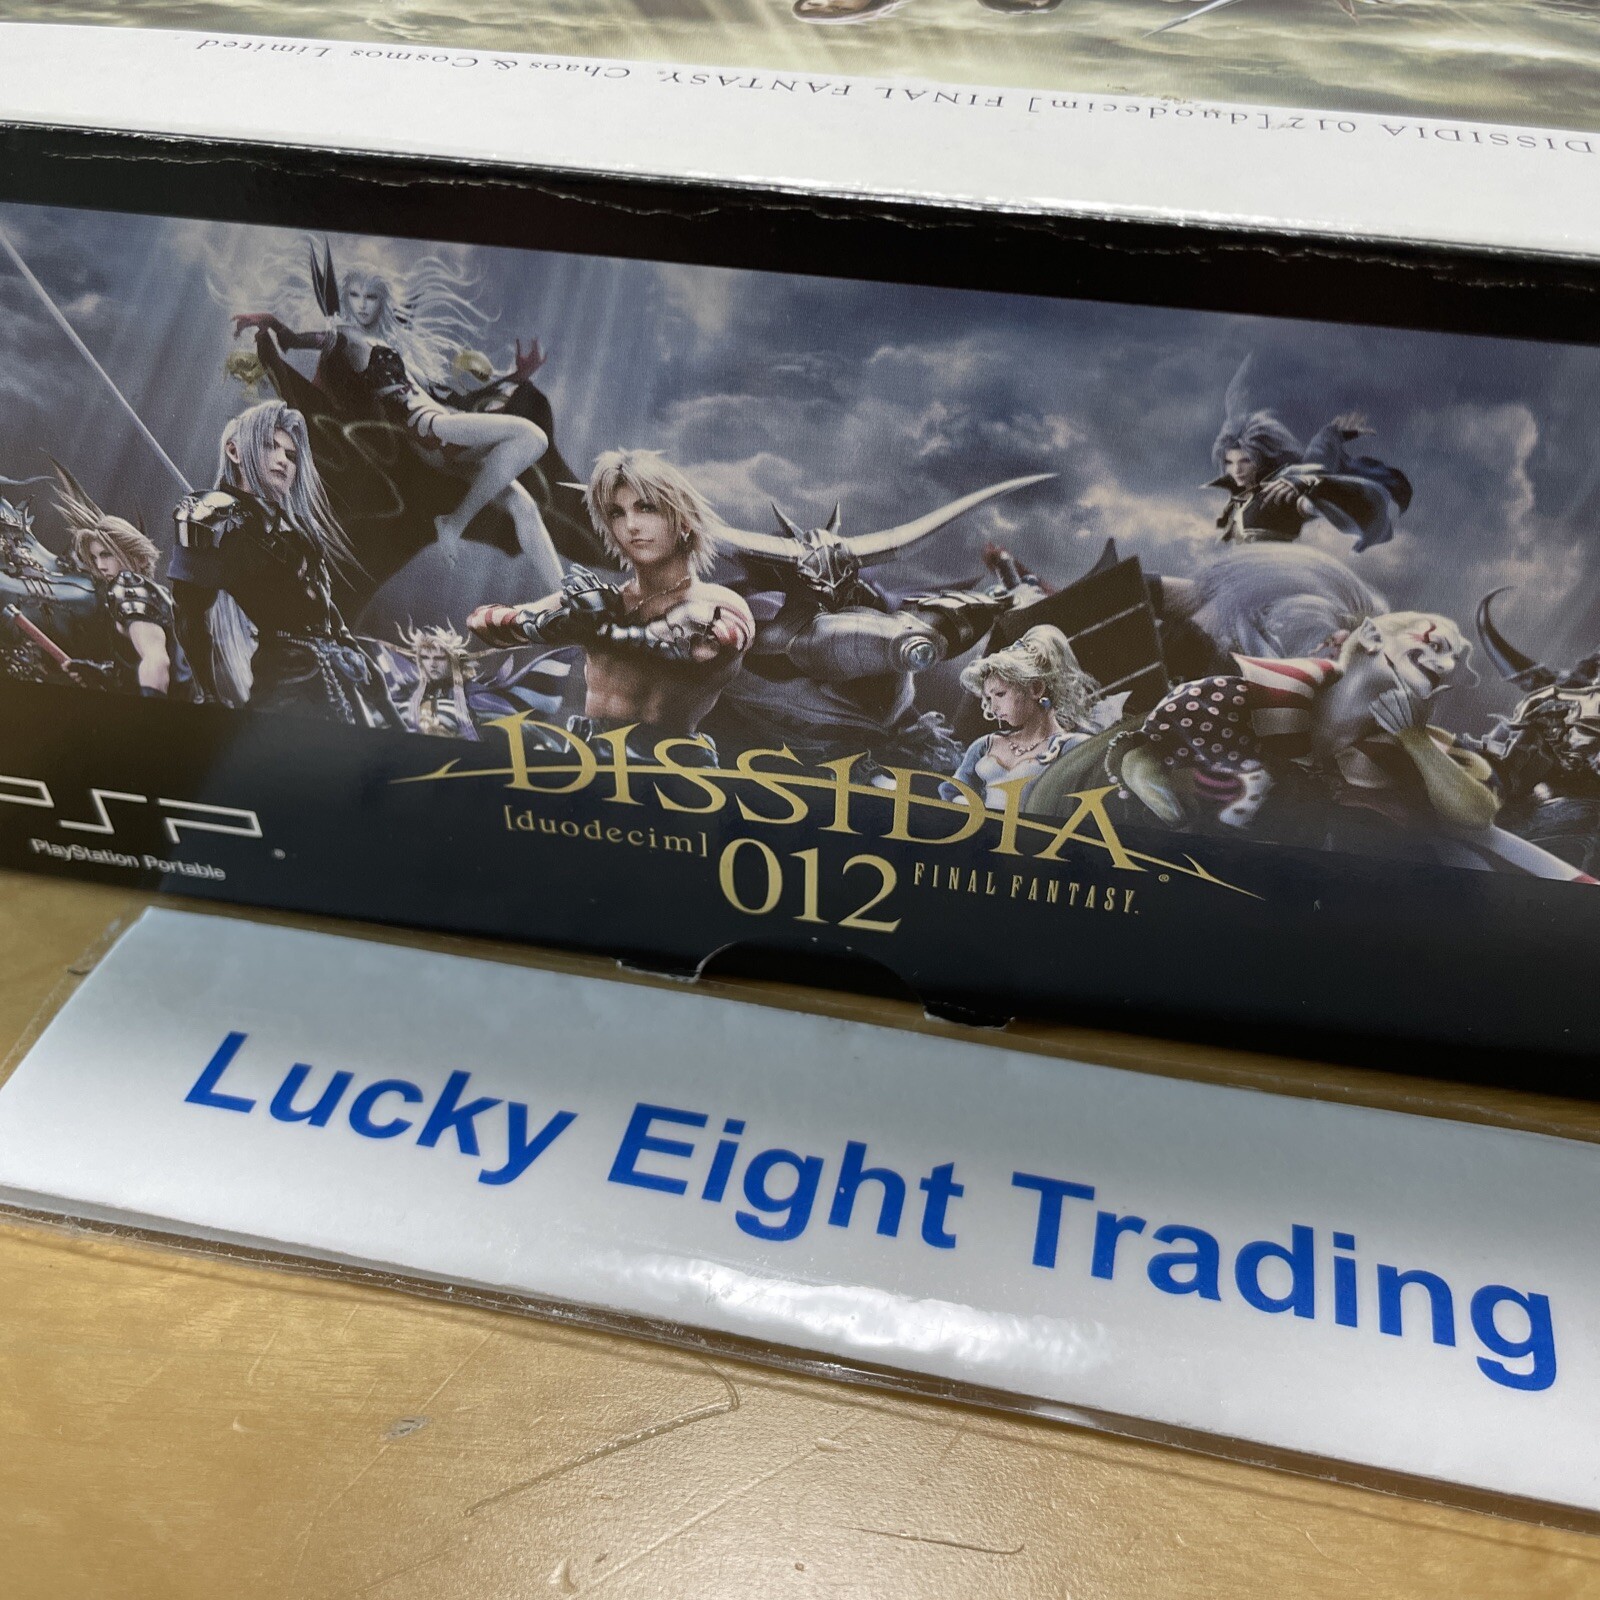 DISSIDIA 012 [duodecim] FINAL FANTASY. Chaos & Cosmos Limited
PSP®
PlayStation Portable
DISSIDIA®
[duodecim]
012 FINAL FANTASY.
Lucky Eight Trading